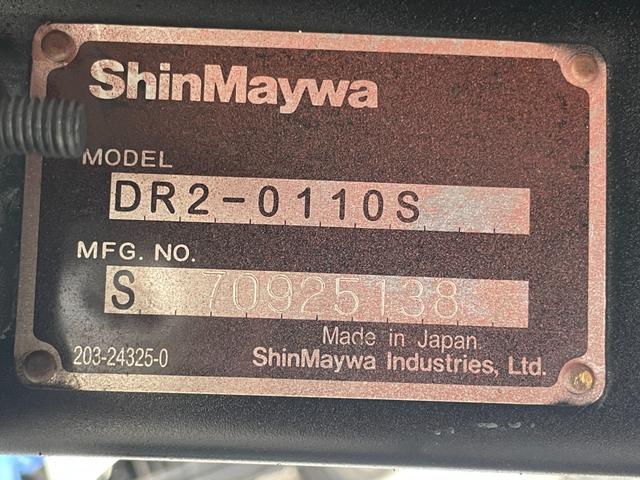 ShinMaywa
MODEL
DR2-0110S
MFG. NO.
S 70925138
Made in Japan.
203-24325-0
ShinMaywa Industries, Ltd.